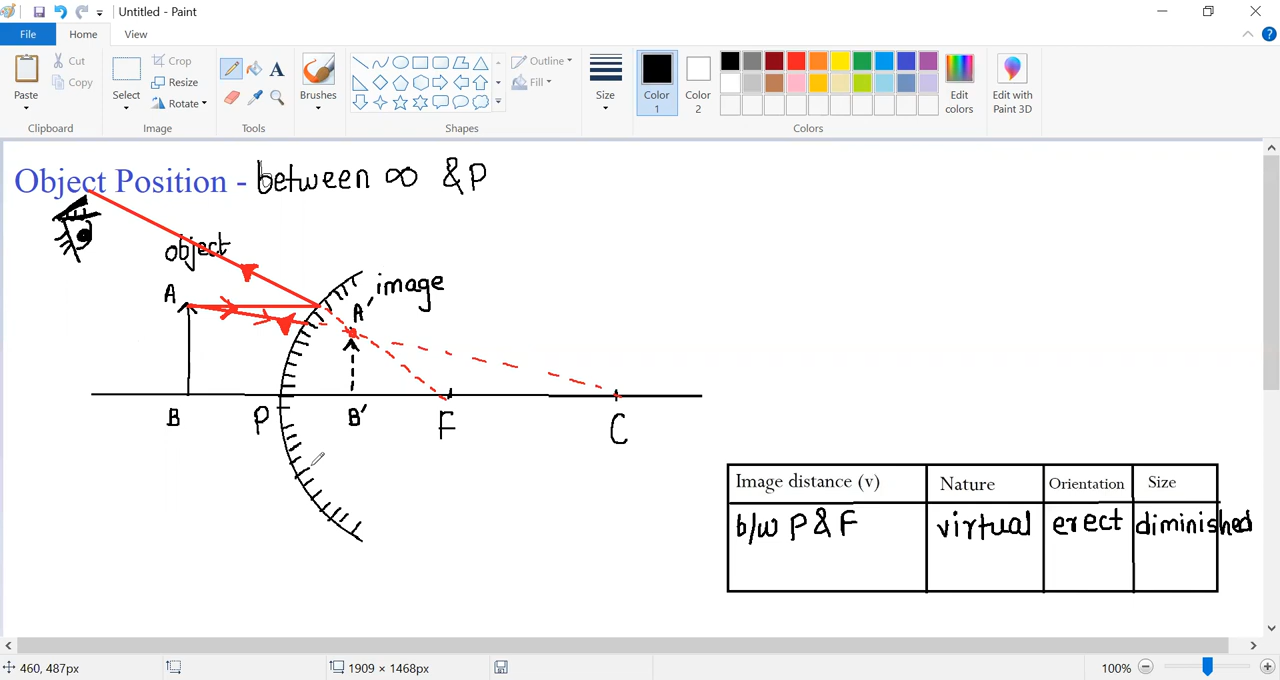 Untitled - Paint
File Home View
Cut
Copy
Paste
Clipboard
Crop
Resize
Rotate
Select
Image
A
Tools
Brushes
Outline
Fill
Shapes
Size
Color 1
Color 2
Edit colors
Edit with Paint 3D
Colors
Object Position - between ∞ & P
object
A
image
A'
B P B' F C
Image distance (v) Nature Orientation Size
b/w P & F virtual erect diminished
460, 487px 1909 × 1468px 100%